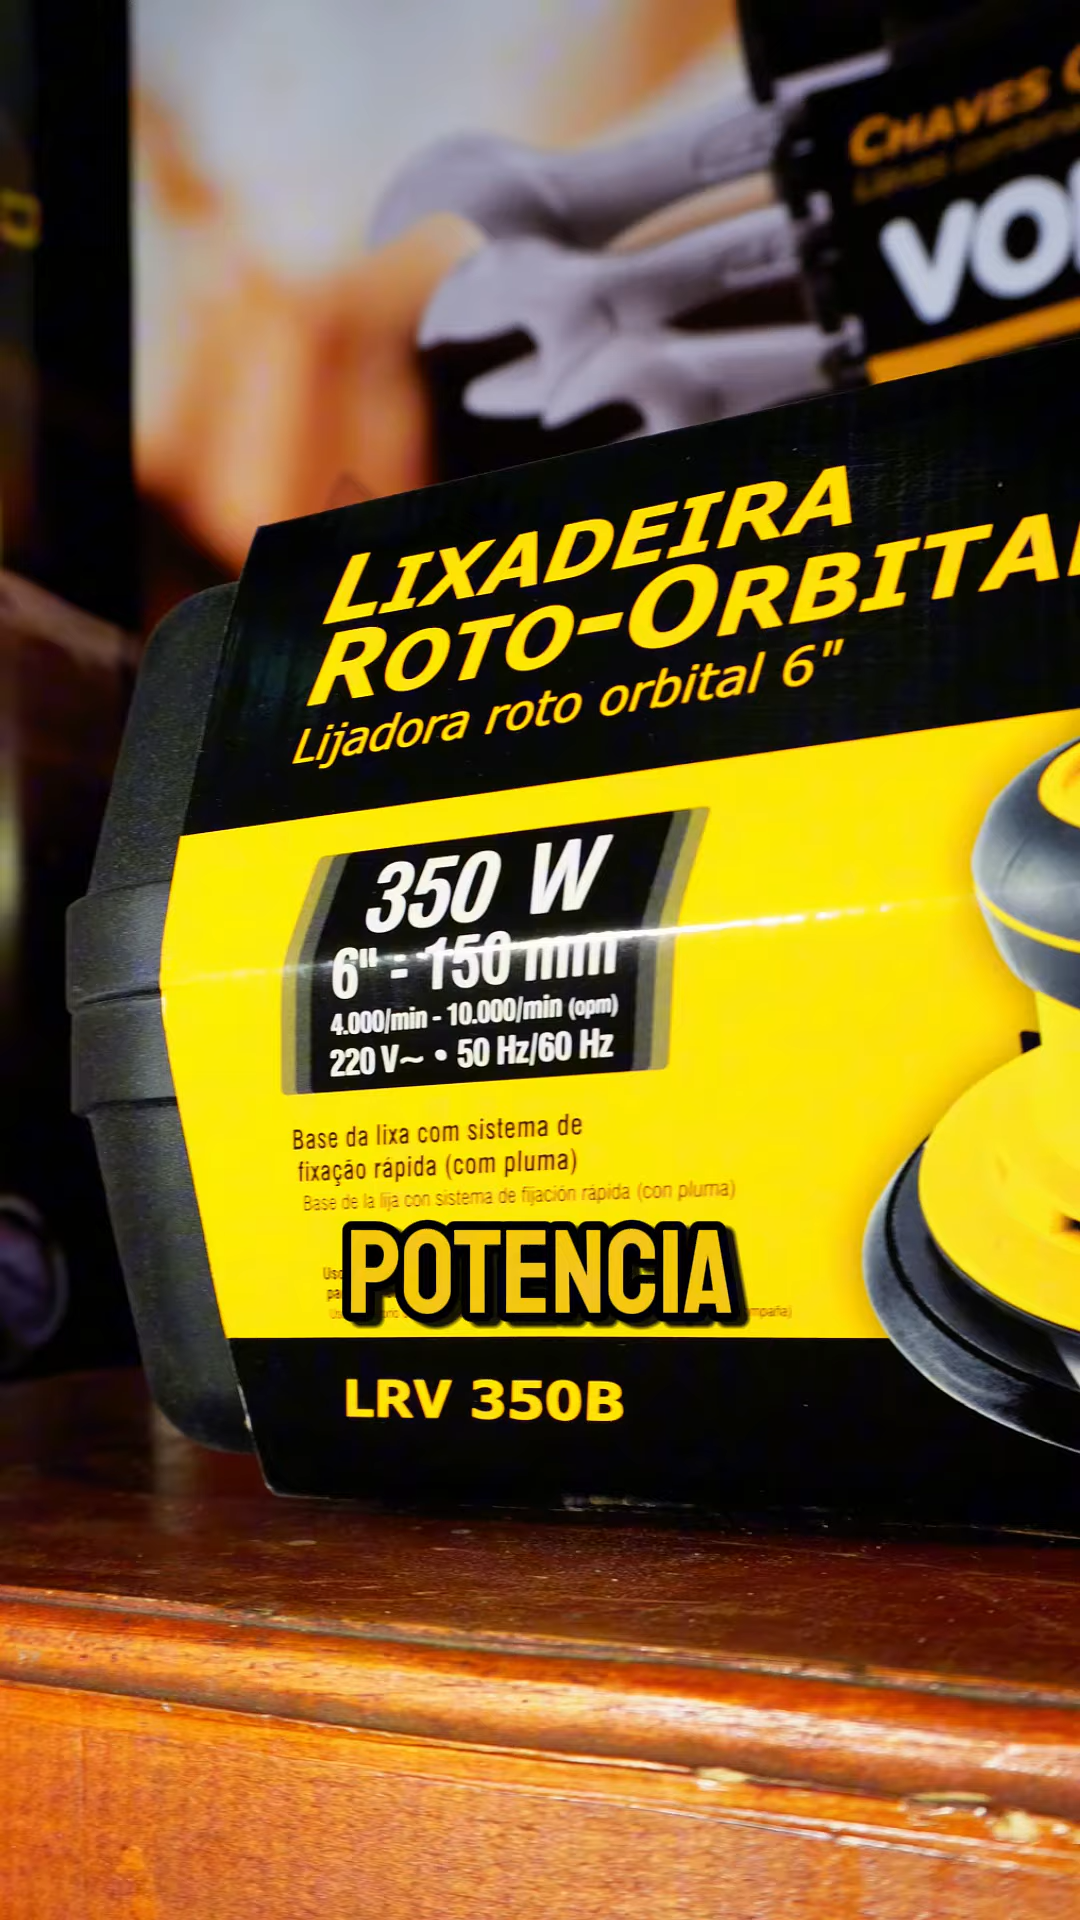 CHAVES
VO
LIXADEIRA
ROTO-ORBITAL
Lijadora roto orbital 6"
350 W
6" - 150 mm
4.000/min - 10.000/min (opm)
220 V~ • 50 Hz/60 Hz
Base da lixa com sistema de
fixação rápida (com pluma)
Base de la lija con sistema de fijación rápida (con pluma)
POTENCIA
LRV 350B